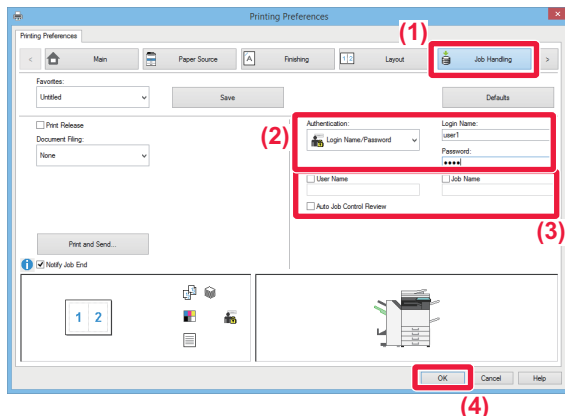 Printing Preferences
(1)
Printing Preferences
Main
Paper Source
A
Finishing
1 2
Layout
Job Handling
Favorites:
Untitled
Save
Defaults
Print Release
Document Filing:
None
(2)
Authentication:
Login Name/Password
Login Name:
user1
Password:
••••
User Name
Job Name
Auto Job Control Review
(3)
Print and Send...
Notify Job End
1 2
OK
Cancel
Help
(4)